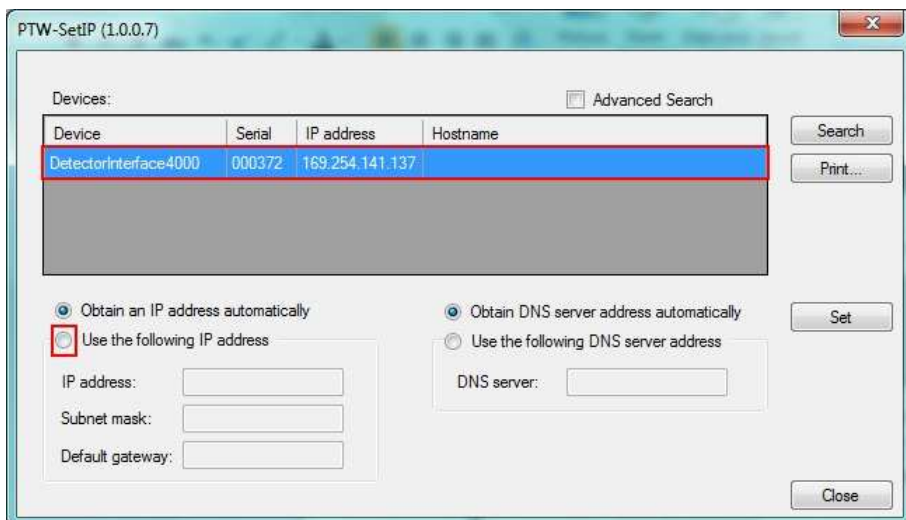 PTW-SetIP (1.0.0.7)
Devices:
Advanced Search
Device Serial IP address Hostname
Search
DetectorInterface4000 000372 169.254.141.137
Print...
Obtain an IP address automatically
Obtain DNS server address automatically
Set
Use the following IP address
Use the following DNS server address
IP address:
DNS server:
Subnet mask:
Default gateway:
Close